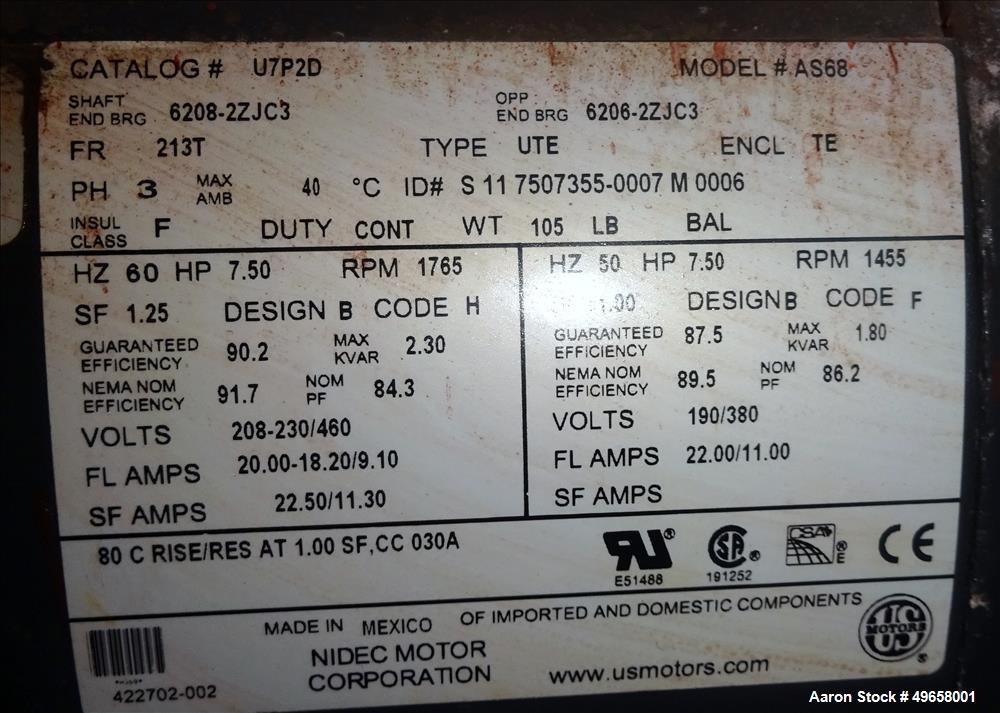 CATALOG # U7P2D MODEL # AS68
SHAFT END BRG 6208-2ZJC3 OPP END BRG 6206-2ZJC3
FR 213T TYPE UTE ENCL TE
PH 3 MAX AMB 40 °C ID# S 11 7507355-0007 M 0006
INSUL CLASS F DUTY CONT WT 105 LB BAL
HZ 60 HP 7.50 RPM 1765
SF 1.25 DESIGN B CODE H
GUARANTEED EFFICIENCY 90.2 MAX KVAR 2.30
NEMA NOM EFFICIENCY 91.7 NOM PF 84.3
VOLTS 208-230/460
FL AMPS 20.00-18.20/9.10
SF AMPS 22.50/11.30
HZ 50 HP 7.50 RPM 1455
1.00 DESIGN B CODE F
GUARANTEED EFFICIENCY 87.5 MAX KVAR 1.80
NEMA NOM EFFICIENCY 89.5 NOM PF 86.2
VOLTS 190/380
FL AMPS 22.00/11.00
SF AMPS
80 C RISE/RES AT 1.00 SF,CC 030A
RU ® E51488
SA ® 191252
CSA ® E
CE
MADE IN MEXICO OF IMPORTED AND DOMESTIC COMPONENTS
NIDEC MOTOR CORPORATION
www.usmotors.com
US MOTORS ®
422702-002
Aaron Stock # 49658001